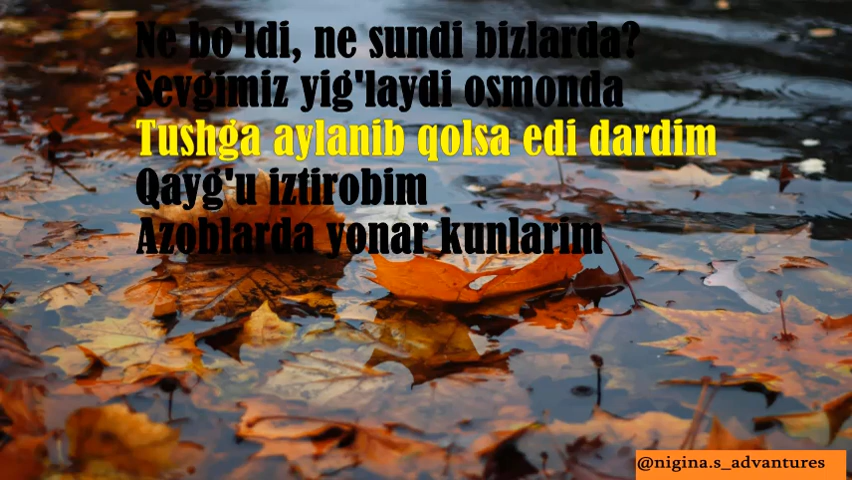 Ne bo'ldi, ne sundi bizlarda?
Sevgimiz yig'laydi osmonda
Tushga aylanib qolsa edi dardim
Qayg'u iztirobim
Azoblarda yonar kunlarim
@nigina.s_advantures